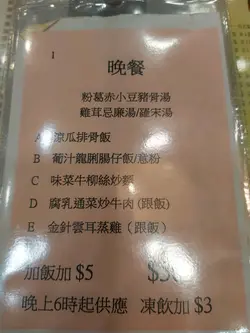 1
晚餐
粉葛赤小豆豬骨湯
雞茸忌廉湯/羅宋湯
A 涼瓜排骨飯
B 葡汁龍脷腸仔飯/意粉
C 味菜牛柳絲炒麵
D 腐乳通菜炒牛肉 (跟飯)
E 金針雲耳蒸雞 (跟飯)
加飯加 $5
晚上6時起供應 凍飲加 $3